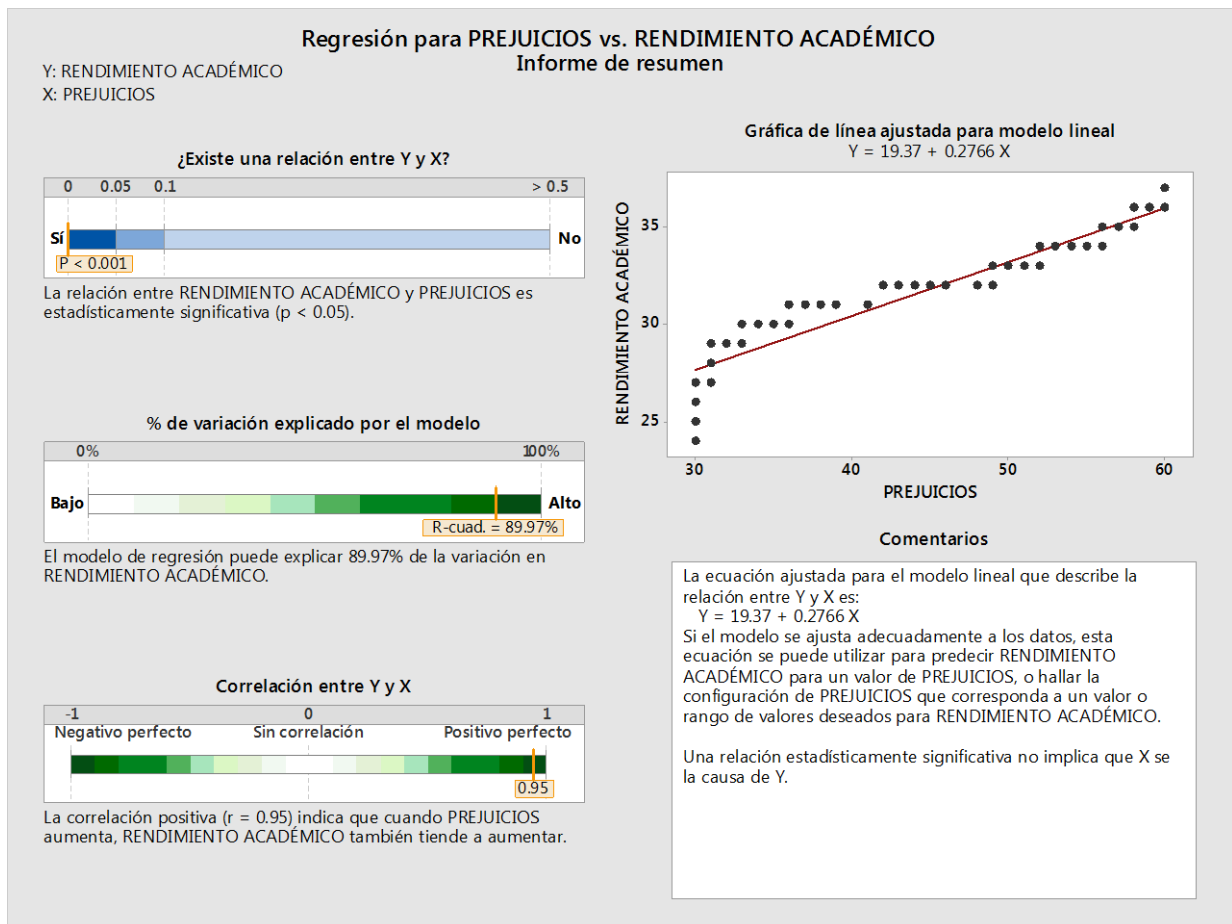 Regresión para PREJUICIOS vs. RENDIMIENTO ACADÉMICO
Informe de resumen
Y: RENDIMIENTO ACADÉMICO
X: PREJUICIOS
¿Existe una relación entre Y y X?
0 0.05 0.1 > 0.5
Sí No
P < 0.001
La relación entre RENDIMIENTO ACADÉMICO y PREJUICIOS es
estadísticamente significativa (p < 0.05).
% de variación explicado por el modelo
0% 100%
Bajo Alto
R-cuad. = 89.97%
El modelo de regresión puede explicar 89.97% de la variación en
RENDIMIENTO ACADÉMICO.
Correlación entre Y y X
-1 0 1
Negativo perfecto Sin correlación Positivo perfecto
0.95
La correlación positiva (r = 0.95) indica que cuando PREJUICIOS
aumenta, RENDIMIENTO ACADÉMICO también tiende a aumentar.
Gráfica de línea ajustada para modelo lineal
Y = 19.37 + 0.2766 X
RENDIMIENTO ACADÉMICO
35
30
25
30 40 50 60
PREJUICIOS
Comentarios
La ecuación ajustada para el modelo lineal que describe la
relación entre Y y X es:
Y = 19.37 + 0.2766 X
Si el modelo se ajusta adecuadamente a los datos, esta
ecuación se puede utilizar para predecir RENDIMIENTO
ACADÉMICO para un valor de PREJUICIOS, o hallar la
configuración de PREJUICIOS que corresponda a un valor o
rango de valores deseados para RENDIMIENTO ACADÉMICO.
Una relación estadísticamente significativa no implica que X se
la causa de Y.